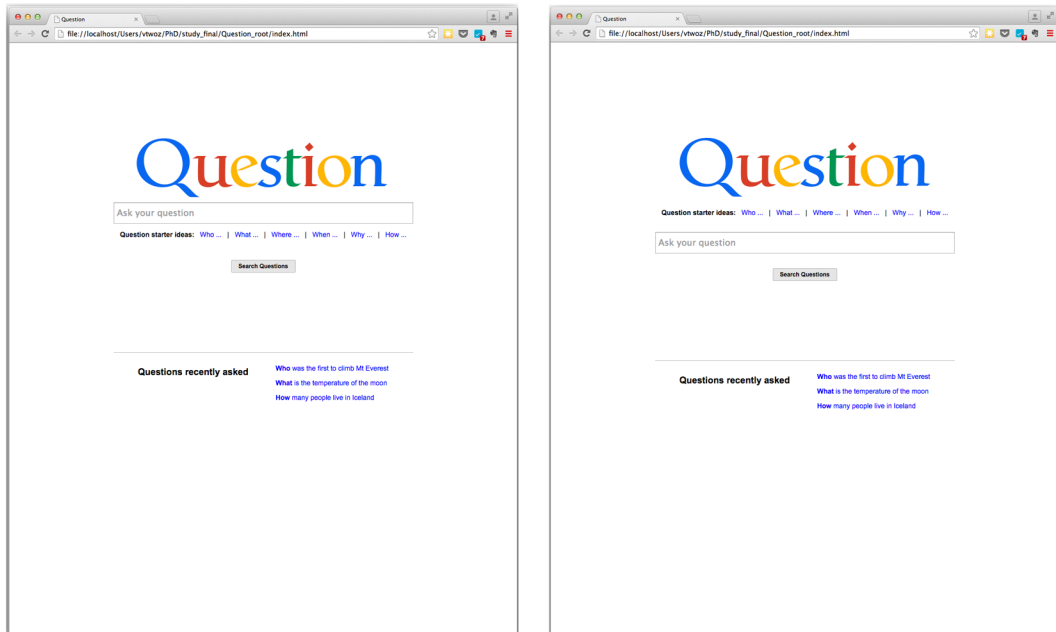 Question
file://localhost/Users/vtwoz/PhD/study_final/Question_root/index.html
Question
Ask your question
Question starter ideas: Who ... | What ... | Where ... | When ... | Why ... | How ...
Search Questions
Questions recently asked
Who was the first to climb Mt Everest
What is the temperature of the moon
How many people live in Iceland
Question
file://localhost/Users/vtwoz/PhD/study_final/Question_root/index.html
Question
Question starter ideas: Who ... | What ... | Where ... | When ... | Why ... | How ...
Ask your question
Search Questions
Questions recently asked
Who was the first to climb Mt Everest
What is the temperature of the moon
How many people live in Iceland